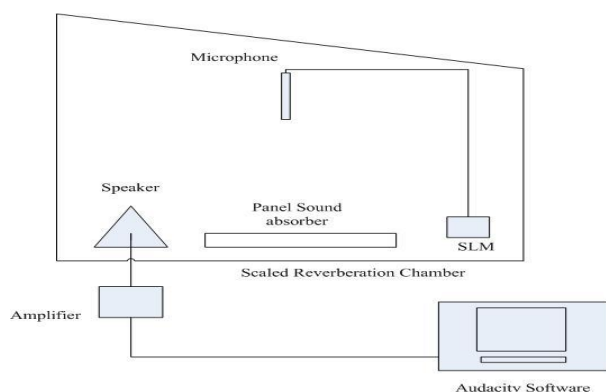 Microphone
Speaker
Panel Sound
absorber
SLM
Scaled Reverberation Chamber
Amplifier
Audacity Software